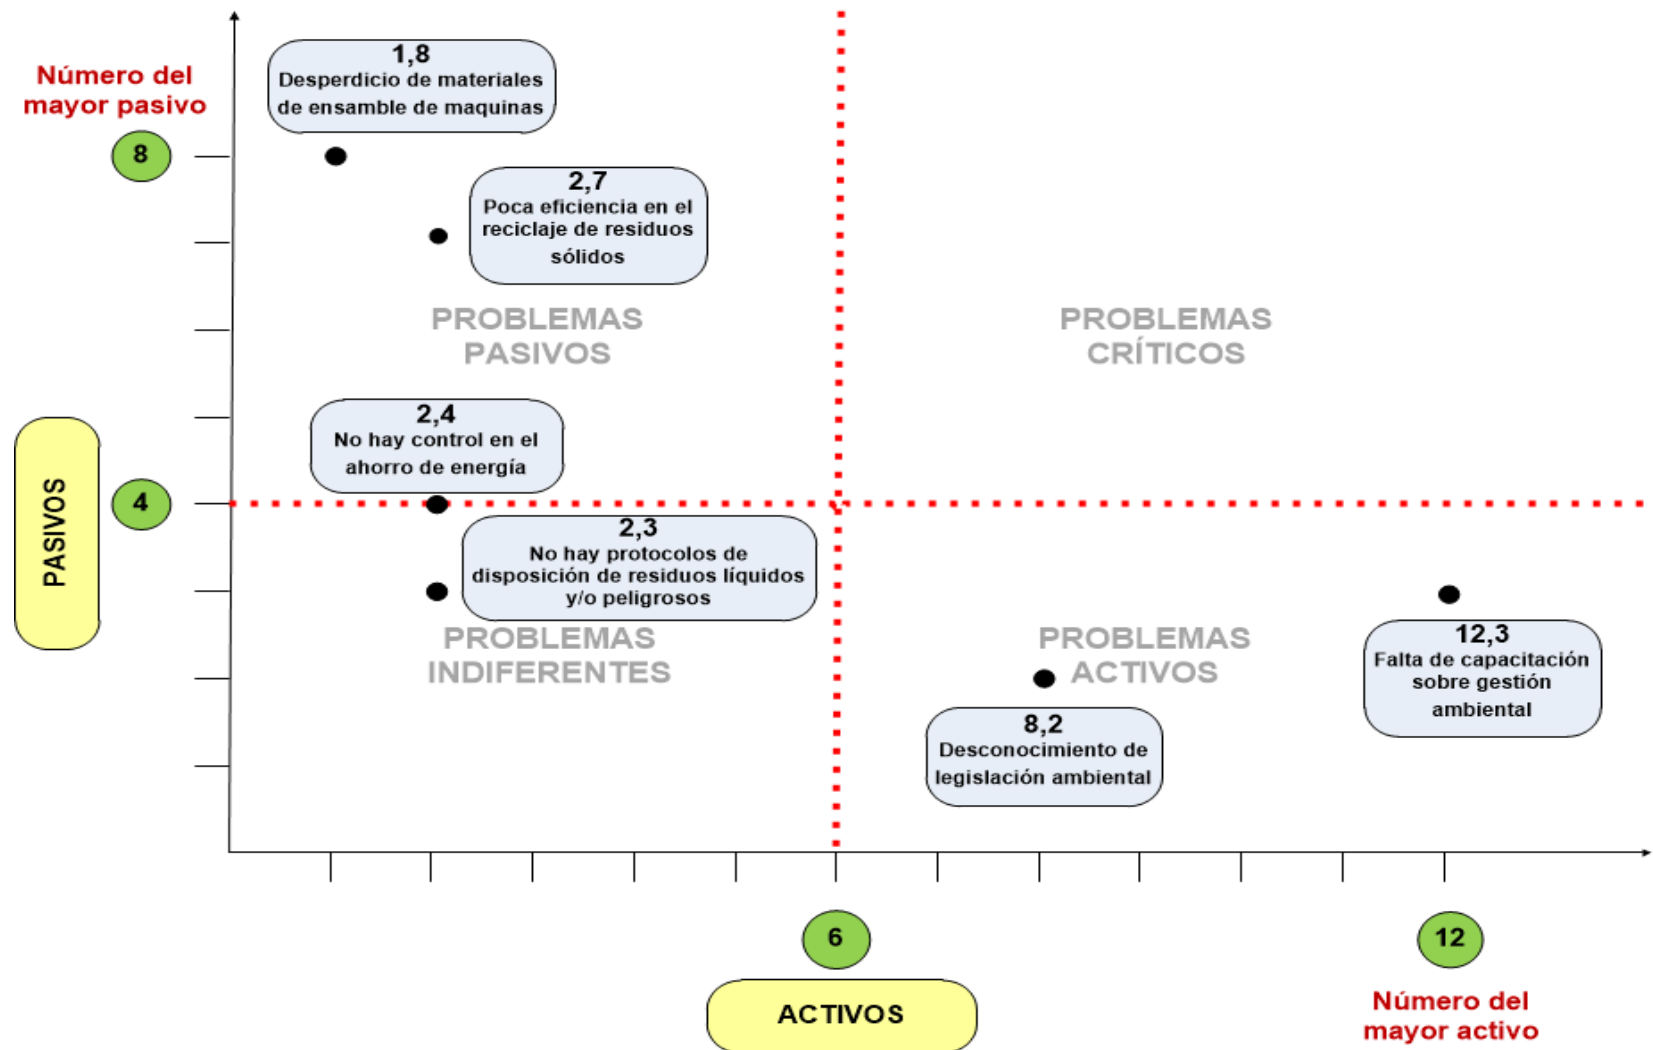 1,8
Desperdicio de materiales
de ensamble de maquinas
Número del
mayor pasivo
8
2,7
Poca eficiencia en el
reciclaje de residuos
sólidos
PROBLEMAS
PASIVOS
PROBLEMAS
CRÍTICOS
2,4
No hay control en el
ahorro de energía
PASIVOS
4
2,3
No hay protocolos de
disposición de residuos líquidos
y/o peligrosos
PROBLEMAS
INDIFERENTES
PROBLEMAS
ACTIVOS
12,3
Falta de capacitación
sobre gestión
ambiental
8,2
Desconocimiento de
legislación ambiental
6
12
ACTIVOS
Número del
mayor activo